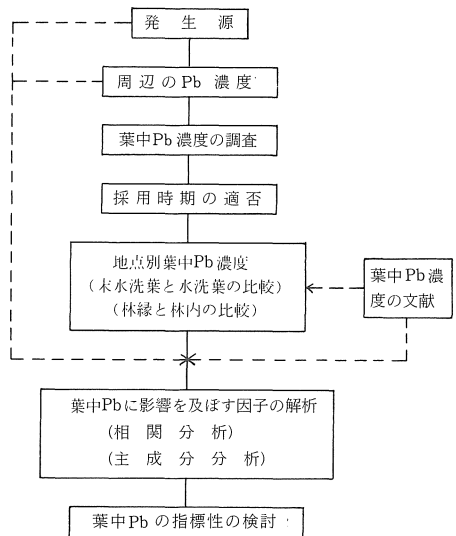 発生源
周辺のPb濃度
葉中Pb濃度の調査
採用時期の適否
地点別葉中Pb濃度
(末水洗葉と水洗葉の比較)
(林縁と林内の比較)
葉中Pb濃
度の文献
葉中Pbに影響を及ぼす因子の解析
(相関分析)
(主成分分析)
葉中Pbの指標性の検討